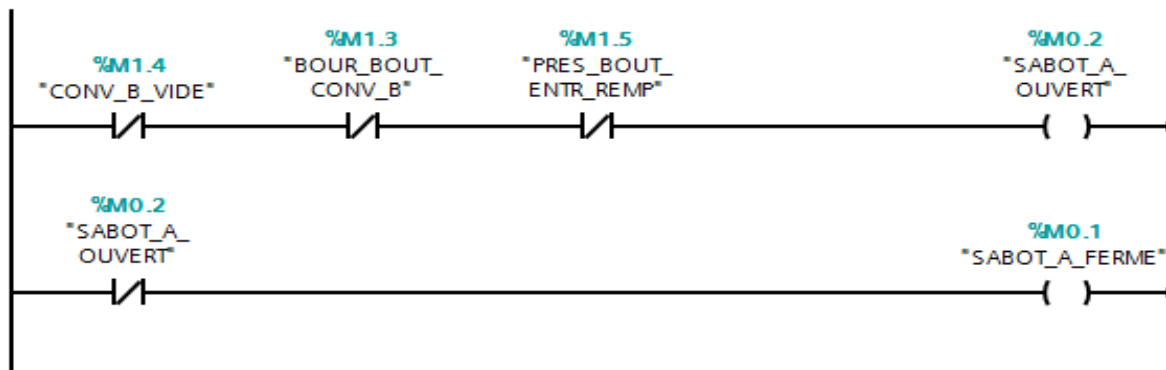 %M1.4
"CONV_B_VIDE"
%M1.3
"BOUR_BOUT_
CONV_B"
%M1.5
"PRES_BOUT_
ENTR_REMP"
%M0.2
"SABOT_A_
OUVERT"
%M0.2
"SABOT_A_
OUVERT"
%M0.1
"SABOT_A_FERME"